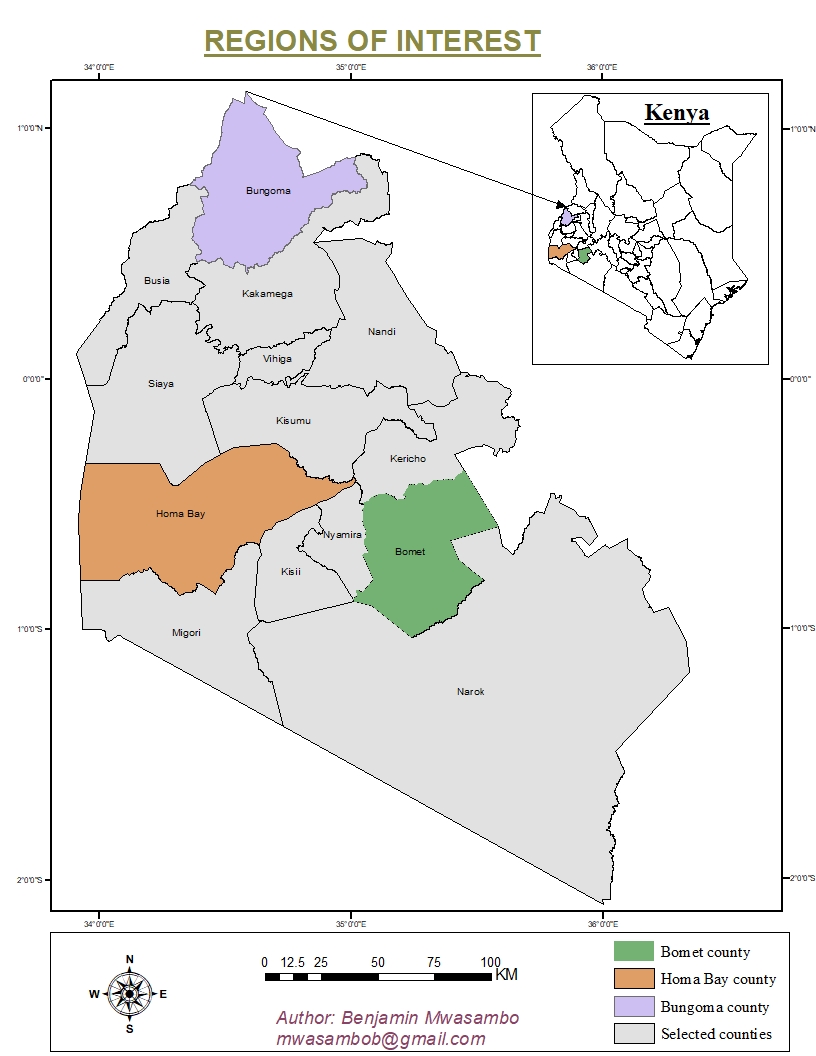 REGIONS OF INTEREST
34°0'0"E 35°0'0"E 36°0'0"E
1°0'0"N 1°0'0"N
Kenya
Bungoma
Busia
Kakamega
Nandi
Vihiga
0°0'0" 0°0'0"
Siaya
Kisumu
Kericho
Homa Bay
Nyamira
Bomet
Kisii
1°0'0"S 1°0'0"S
Migori
Narok
2°0'0"S 2°0'0"S
34°0'0"E 35°0'0"E 36°0'0"E
N
W E
S
0 12.5 25 50 75 100
KM
Author: Benjamin Mwasambo
mwasambob@gmail.com
Bomet county
Homa Bay county
Bungoma county
Selected counties